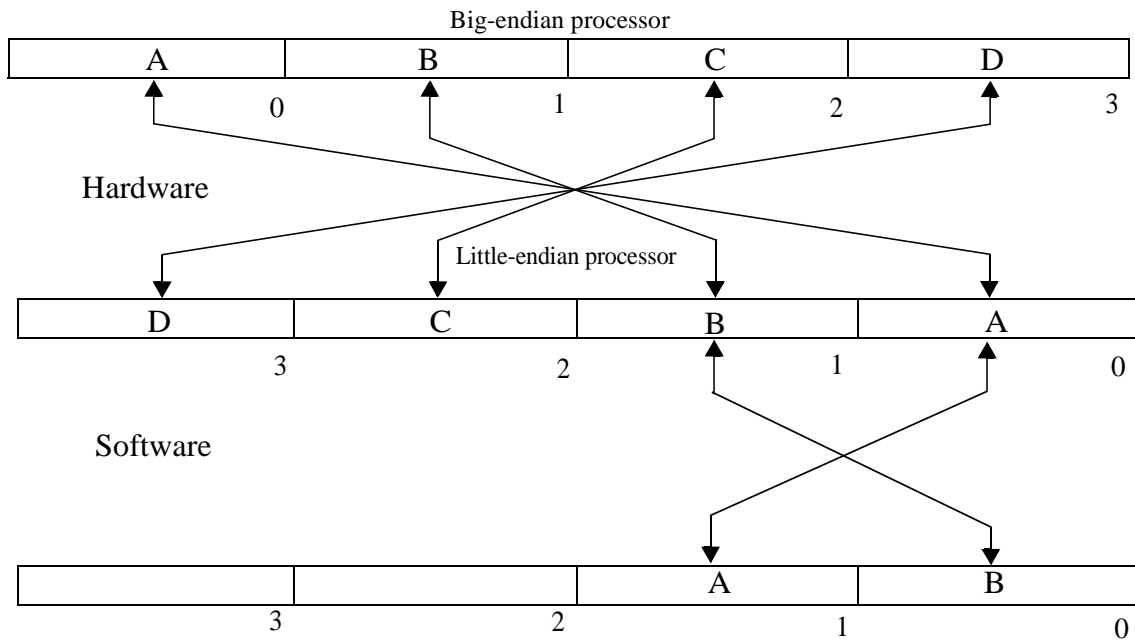 Big-endian processor
A B C D
0 1 2 3
Hardware
Little-endian processor
D C B A
3 2 1 0
Software
A B
3 2 1 0